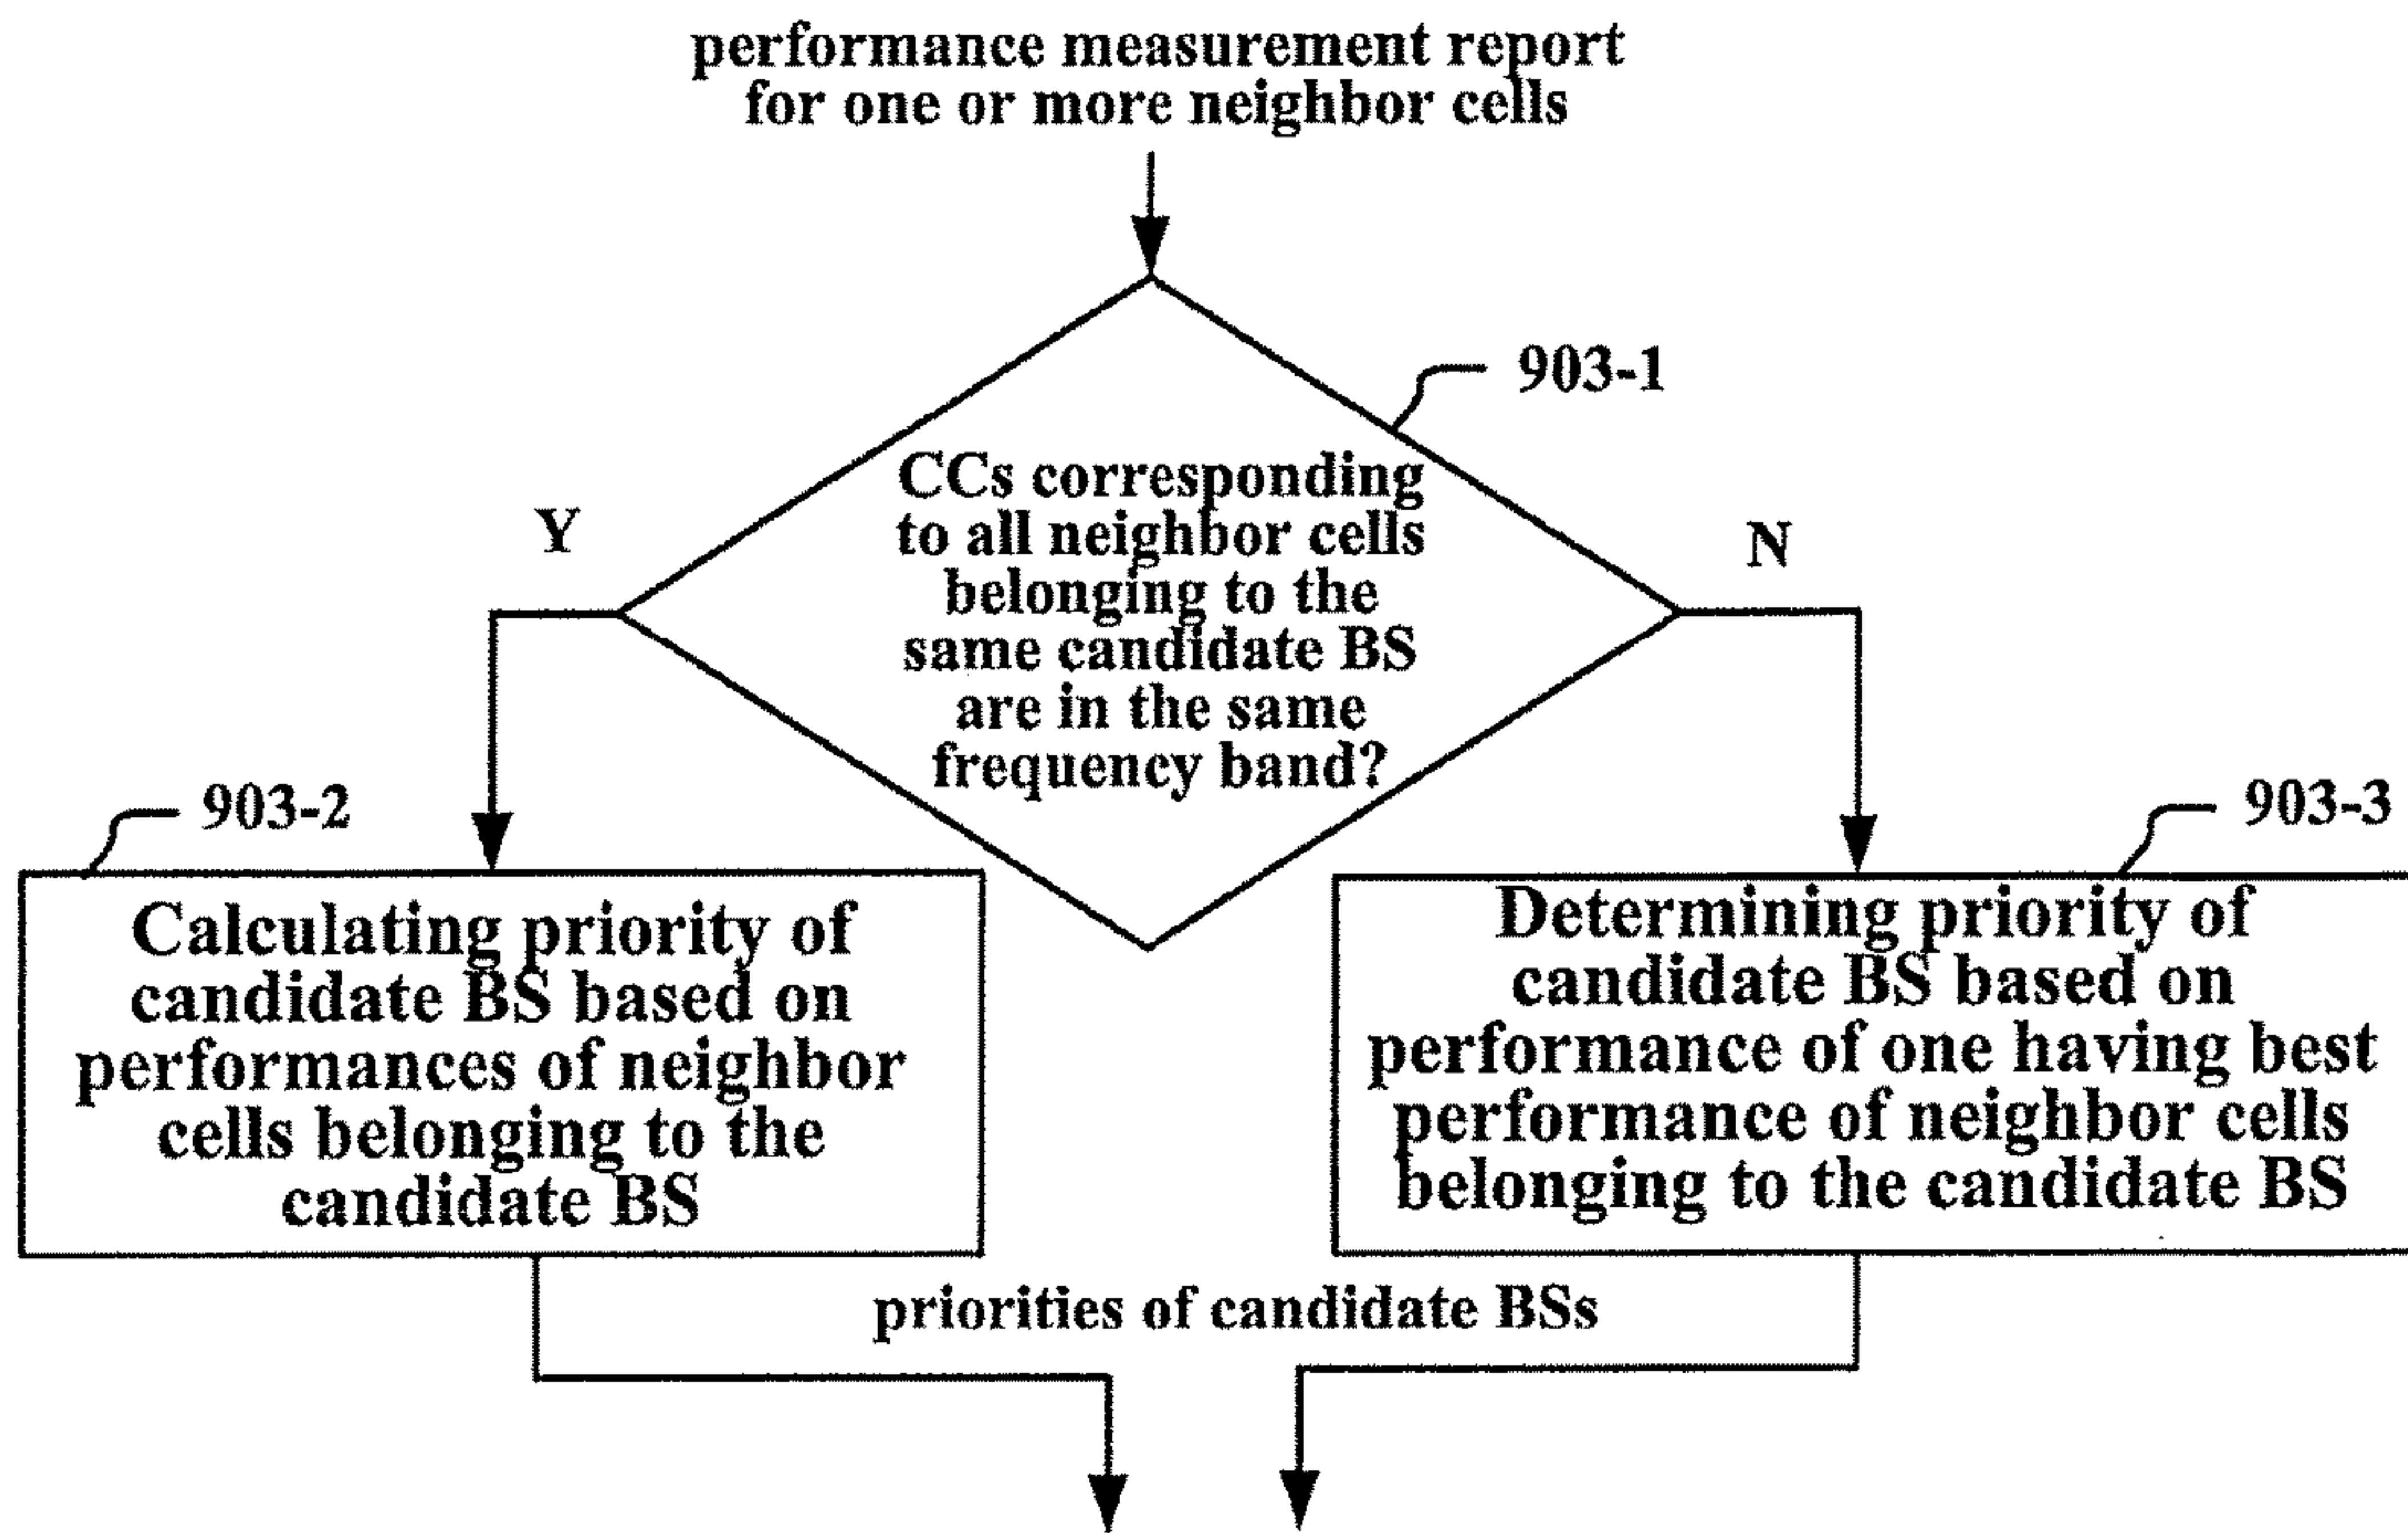 performance measurement report
for one or more neighbor cells
903-1
CCs corresponding
to all neighbor cells
belonging to the
same candidate BS
are in the same
frequency band?
Y
N
903-2
903-3
Calculating priority of
candidate BS based on
performances of neighbor
cells belonging to the
candidate BS
Determining priority of
candidate BS based on
performance of one having best
performance of neighbor cells
belonging to the candidate BS
priorities of candidate BSs